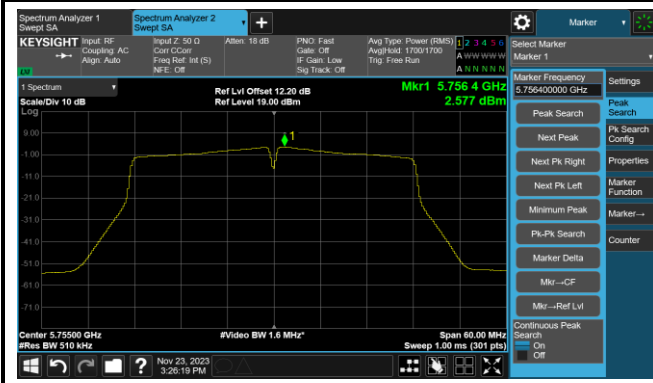 Spectrum Analyzer 1
Swept SA
Spectrum Analyzer 2
Swept SA
Marker
KEYSIGHT
Input: RF
Coupling: AC
Align: Auto
Input Z: 50 Ω
Corr CCorr
Freq Ref: Int (S)
NFE: Off
Atten: 18 dB
PNO: Fast
Gate: Off
IF Gain: Low
Sig Track: Off
Avg Type: Power (RMS)
Avg|Hold: 1700/1700
Trig: Free Run
1 2 3 4 5 6
A W W W W W
A N N N N N
Select Marker
Marker 1
1 Spectrum
Scale/Div 10 dB
Ref Lvl Offset 12.20 dB
Ref Level 19.00 dBm
Mkr1 5.756 4 GHz
2.577 dBm
Log
9.00
-1.00
-11.0
-21.0
-31.0
-41.0
-51.0
-61.0
-71.0
1
Center 5.75500 GHz
#Res BW 510 kHz
#Video BW 1.6 MHz*
Span 60.00 MHz
Sweep 1.00 ms (301 pts)
Nov 23, 2023
3:26:19 PM
Marker Frequency
5.756400000 GHz
Peak Search
Next Peak
Next Pk Right
Next Pk Left
Minimum Peak
Pk-Pk Search
Marker Delta
Mkr→CF
Mkr→Ref Lvl
Continuous Peak
Search
On
Off
Settings
Peak
Search
Pk Search
Config
Properties
Marker
Function
Marker→
Counter